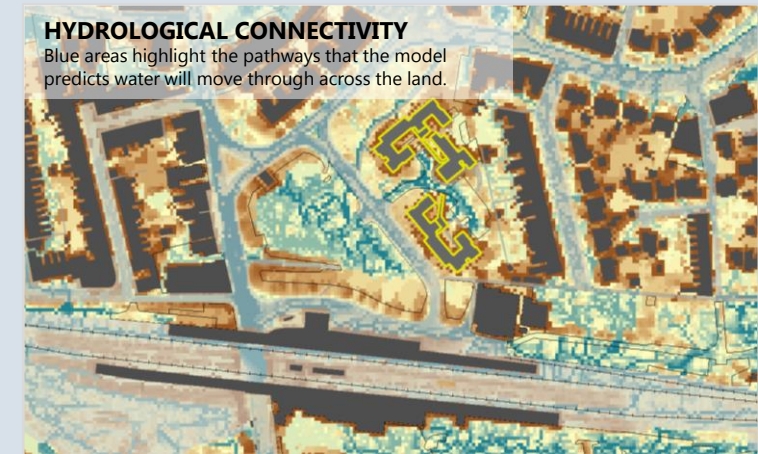 HYDROLOGICAL CONNECTIVITY
Blue areas highlight the pathways that the model
predicts water will move through across the land.